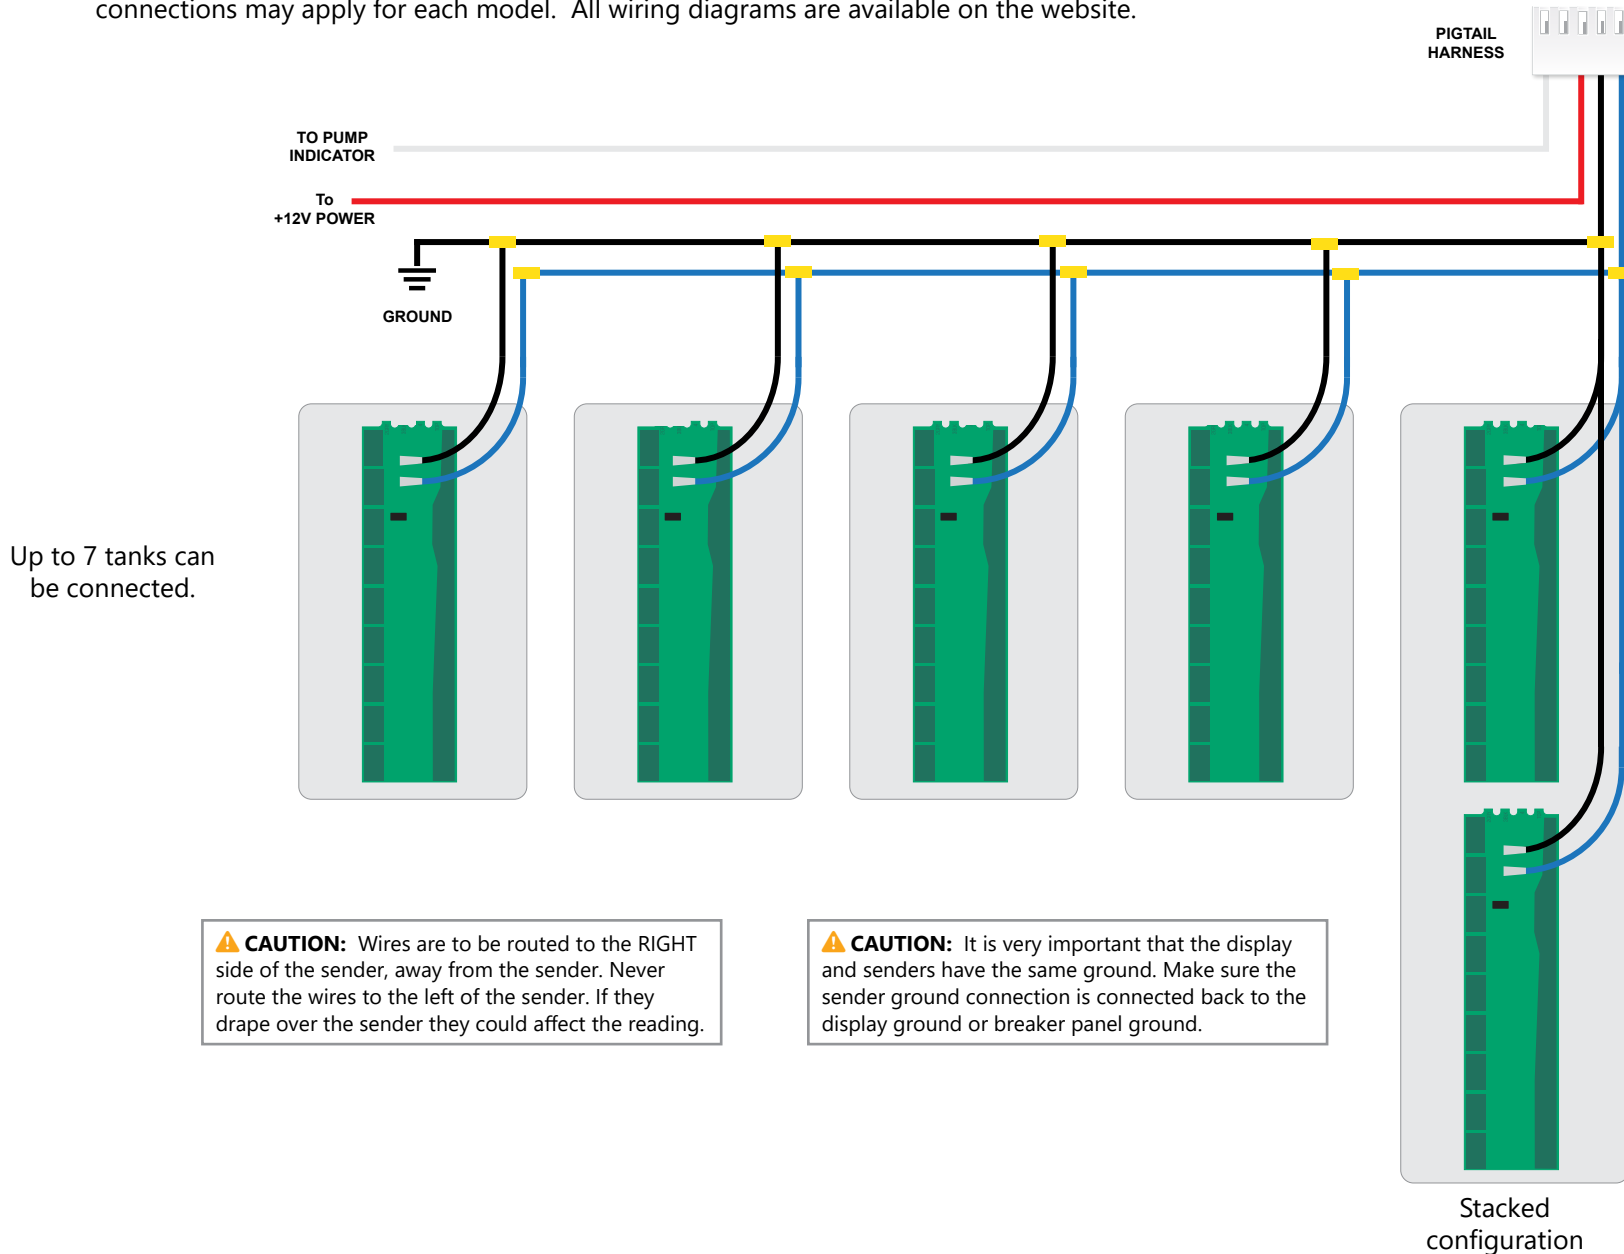 connections may apply for each model.  All wiring diagrams are available on the website.
PIGTAIL
HARNESS
TO PUMP
INDICATOR
To
+12V POWER
GROUND
Up to 7 tanks can
be connected.
CAUTION:  Wires are to be routed to the RIGHT
side of the sender, away from the sender. Never
route the wires to the left of the sender. If they
drape over the sender they could affect the reading.
CAUTION:  It is very important that the display
and senders have the same ground. Make sure the
sender ground connection is connected back to the
display ground or breaker panel ground.
Stacked
configuration